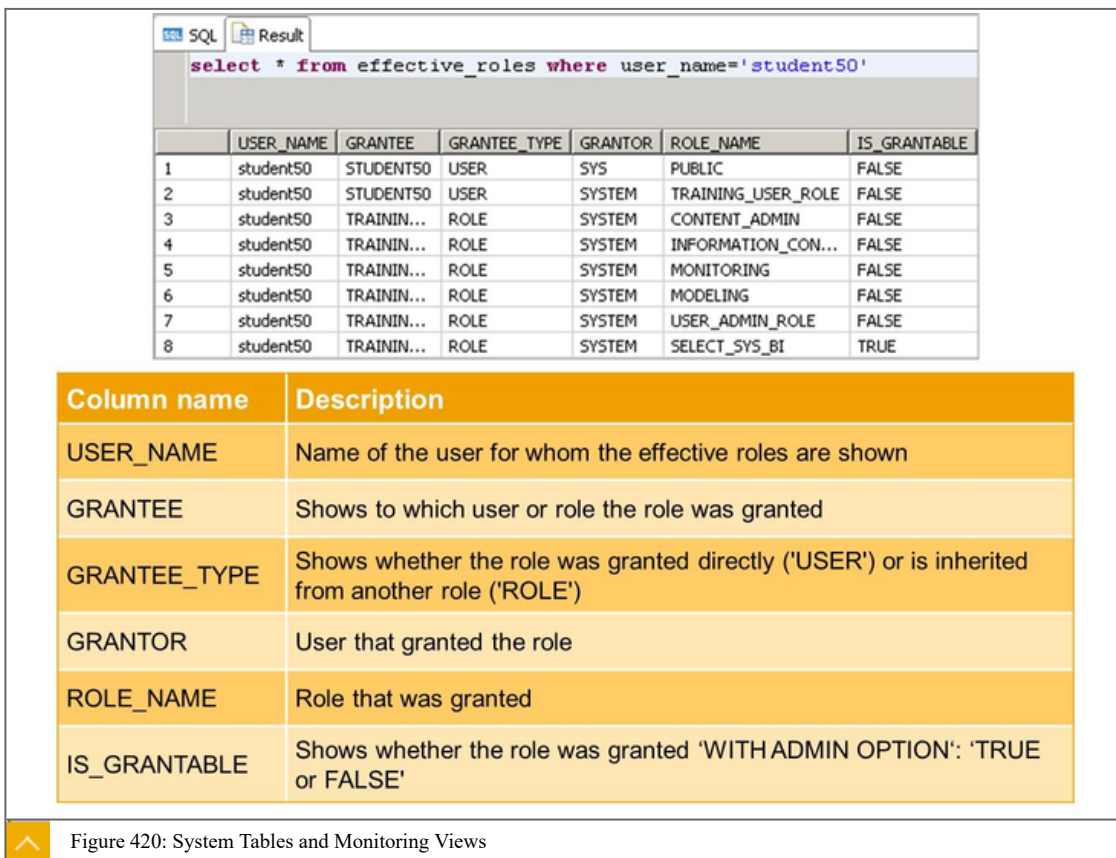 SQL SQL Result
select * from effective_roles where user_name='student50'
USER_NAME GRANTEE GRANTEE_TYPE GRANTOR ROLE_NAME IS_GRANTABLE
1 student50 STUDENT50 USER SYS PUBLIC FALSE
2 student50 STUDENT50 USER SYSTEM TRAINING_USER_ROLE FALSE
3 student50 TRAININ... ROLE SYSTEM CONTENT_ADMIN FALSE
4 student50 TRAININ... ROLE SYSTEM INFORMATION_CON... FALSE
5 student50 TRAININ... ROLE SYSTEM MONITORING FALSE
6 student50 TRAININ... ROLE SYSTEM MODELING FALSE
7 student50 TRAININ... ROLE SYSTEM USER_ADMIN_ROLE FALSE
8 student50 TRAININ... ROLE SYSTEM SELECT_SYS_BI TRUE
Column name Description
USER_NAME Name of the user for whom the effective roles are shown
GRANTEE Shows to which user or role the role was granted
GRANTEE_TYPE Shows whether the role was granted directly ('USER') or is inherited
from another role ('ROLE')
GRANTOR User that granted the role
ROLE_NAME Role that was granted
IS_GRANTABLE Shows whether the role was granted ‘WITH ADMIN OPTION‘: ‘TRUE
or FALSE'
Figure 420: System Tables and Monitoring Views